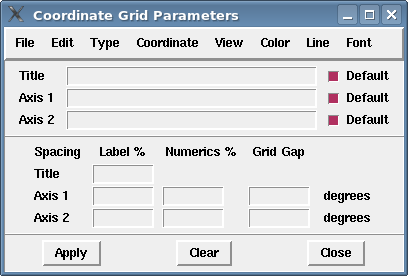 Coordinate Grid Parameters
File Edit Type Coordinate View Color Line Font
Title Default
Axis 1 Default
Axis 2 Default
Spacing Label % Numerics % Grid Gap
Title
Axis 1 degrees
Axis 2 degrees
Apply Clear Close